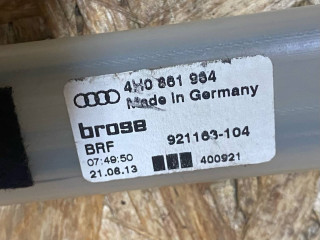 4H0 861 964
Made in Germany
brose
BRF
921163-104
07:49:50
21.06.13
400921